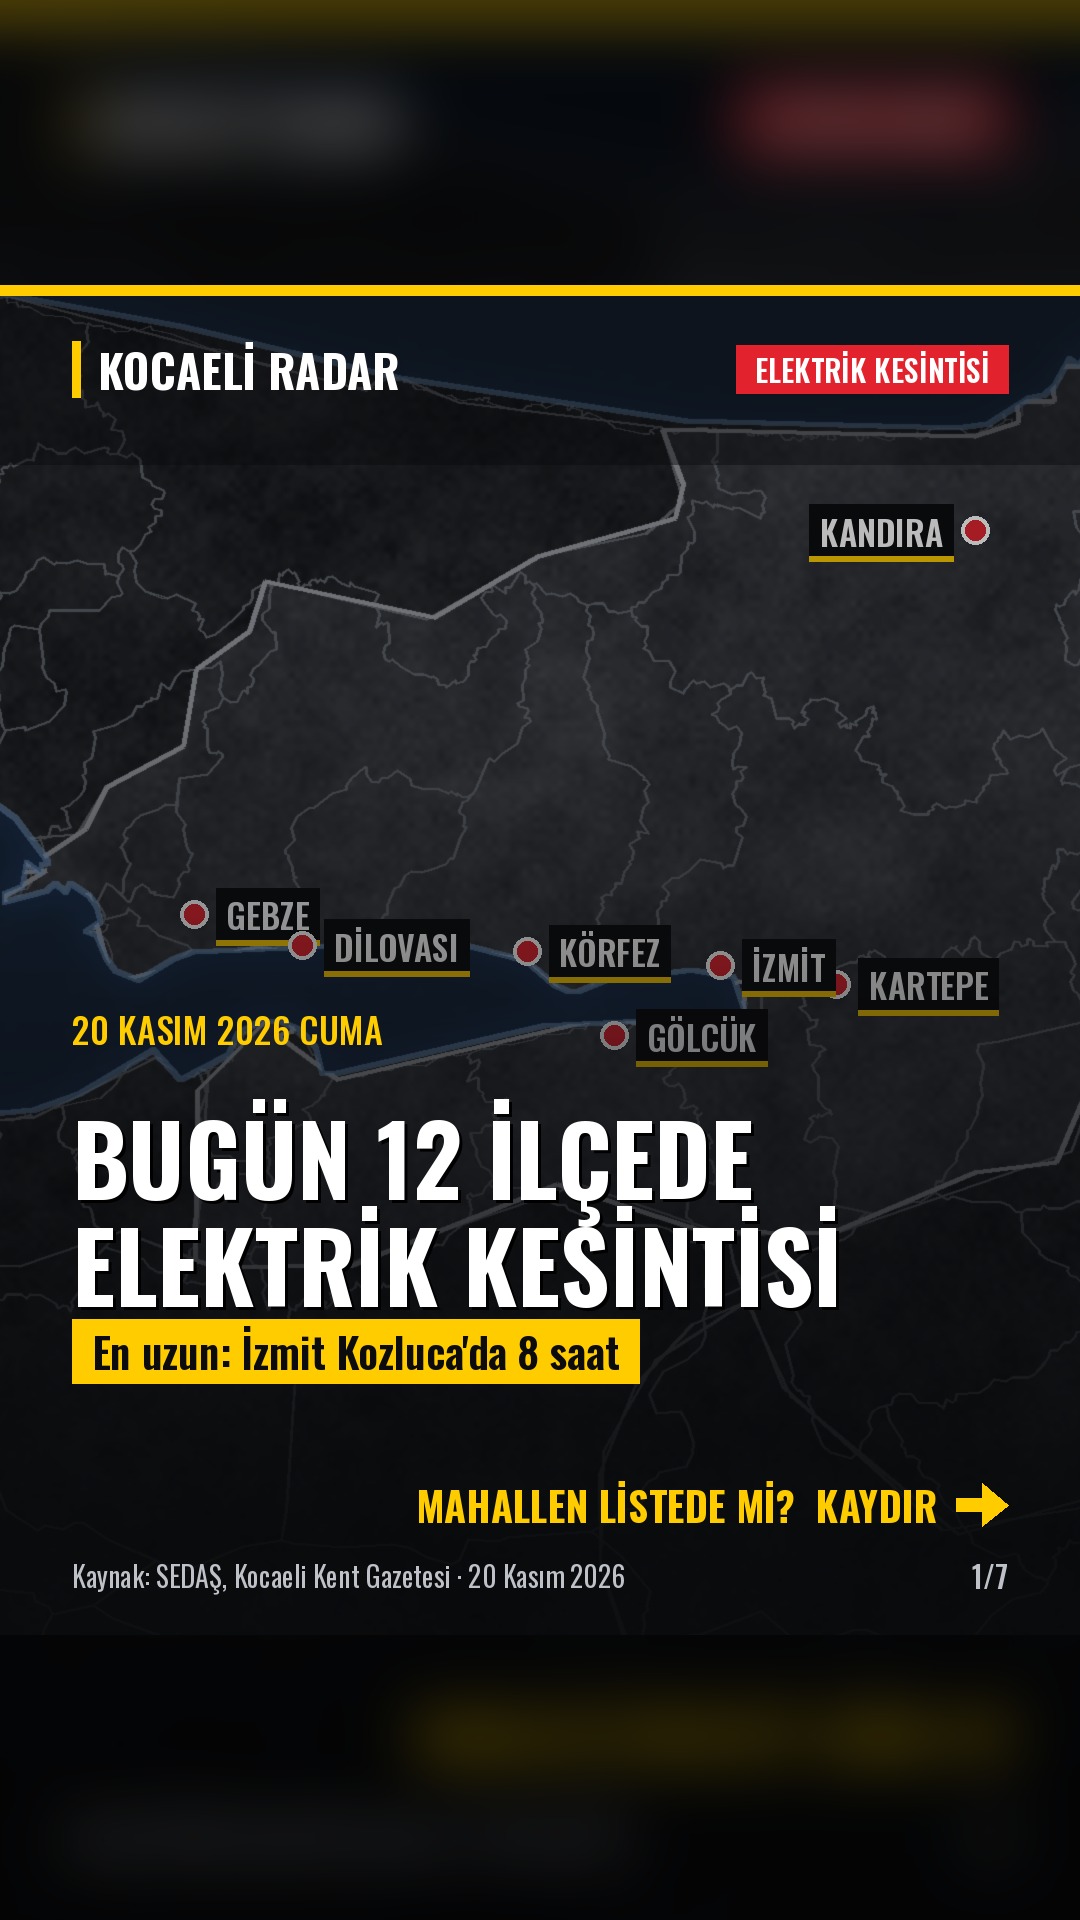 KOCAELİ RADAR
ELEKTRİK KESİNTİSİ
KANDIRA
GEBZE
DİLOVASI
KÖRFEZ
İZMİT
KARTEPE
GÖLCÜK
20 KASIM 2026 CUMA
BUGÜN 12 İLÇEDE
ELEKTRİK KESİNTİSİ
En uzun: İzmit Kozluca'da 8 saat
MAHALLEN LİSTEDE Mİ? KAYDIR
Kaynak: SEDAŞ, Kocaeli Kent Gazetesi · 20 Kasım 2026
1/7